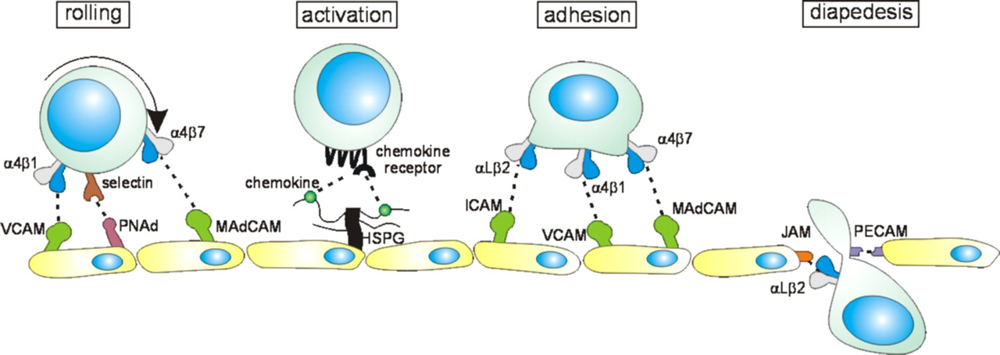 rolling
activation
adhesion
diapedesis
α4β7
α4β1
selectin
VCAM
PNAd
MAdCAM
chemokine
receptor
chemokine
HSPG
α4β7
αLβ2
α4β1
ICAM
VCAM
MAdCAM
JAM
PECAM
αLβ2